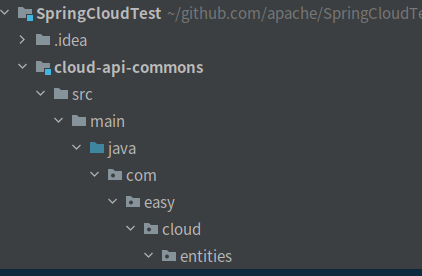 SpringCloudTest ~/github.com/apache/SpringCloudTe
.idea
cloud-api-commons
src
main
java
com
easy
cloud
entities